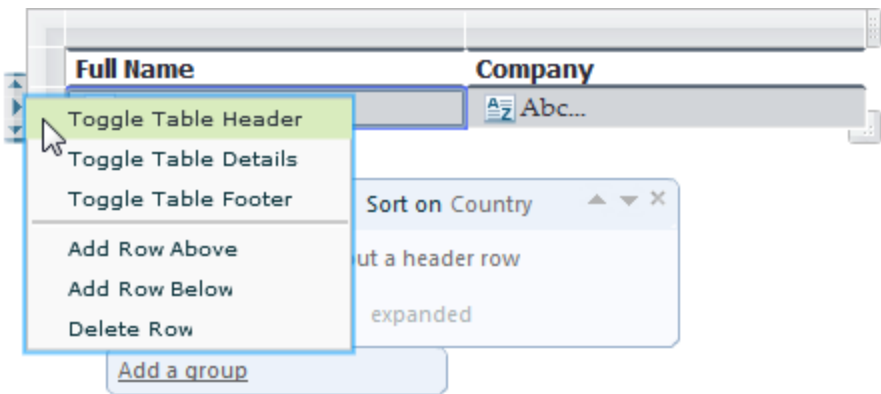 Full Name Company
Abc...
Toggle Table Header
Toggle Table Details
Toggle Table Footer
Sort on Country
Add Row Above
out a header row
Add Row Below
expanded
Delete Row
Add a group